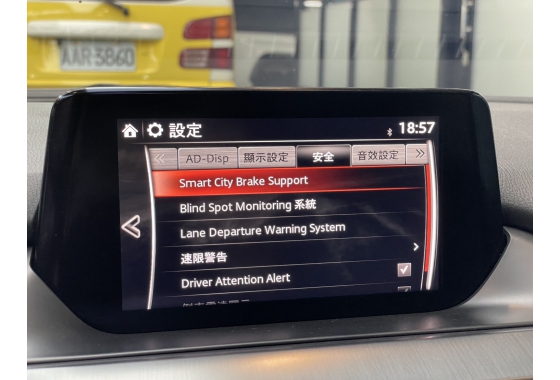 AAR·5860
設定
18:57
AD-Disp 顯示設定 安全 音效設定
Smart City Brake Support
Blind Spot Monitoring 系統
Lane Departure Warning System
速限警告
Driver Attention Alert